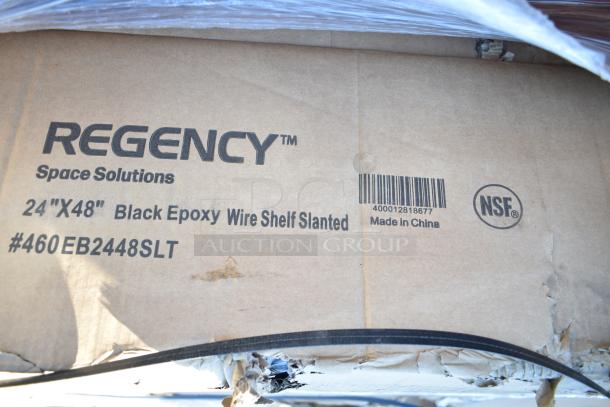 REGENCY™
Space Solutions
24"X48" Black Epoxy Wire Shelf Slanted
#460EB2448SLT
400012818677
Made in China
NSF®
AUCTION GROUP